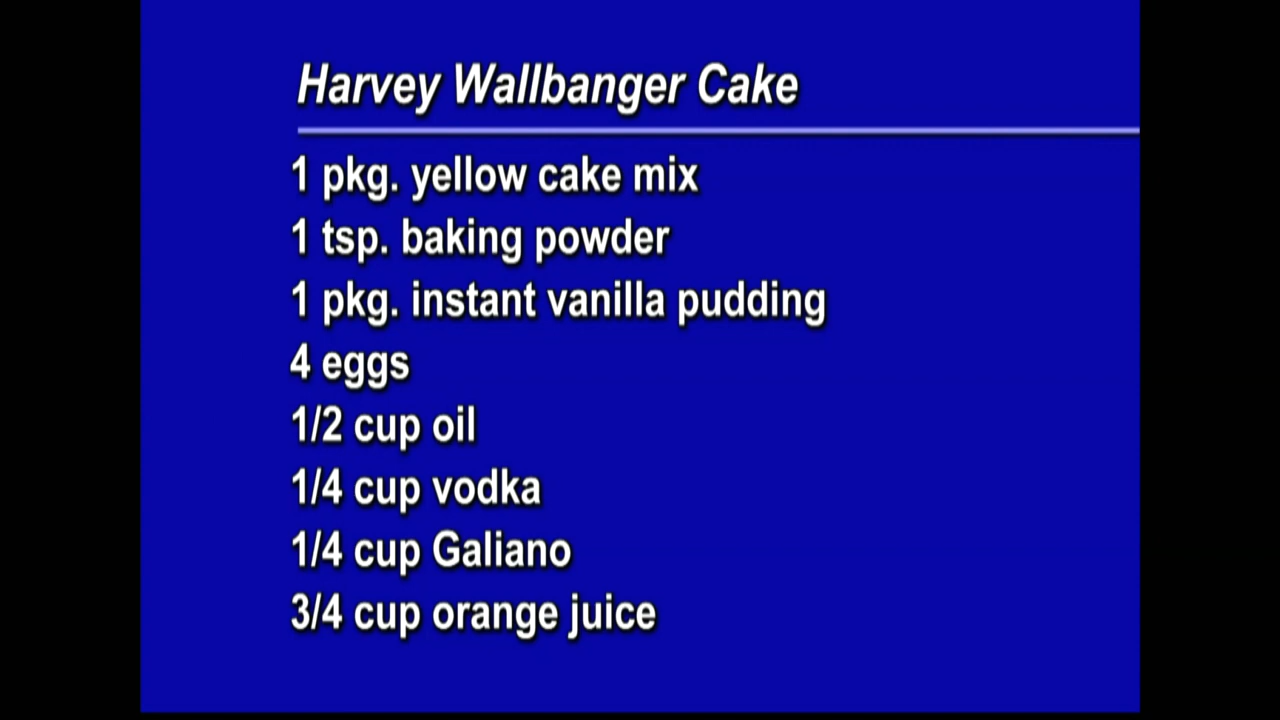 Harvey Wallbanger Cake
1 pkg. yellow cake mix
1 tsp. baking powder
1 pkg. instant vanilla pudding
4 eggs
1/2 cup oil
1/4 cup vodka
1/4 cup Galiano
3/4 cup orange juice